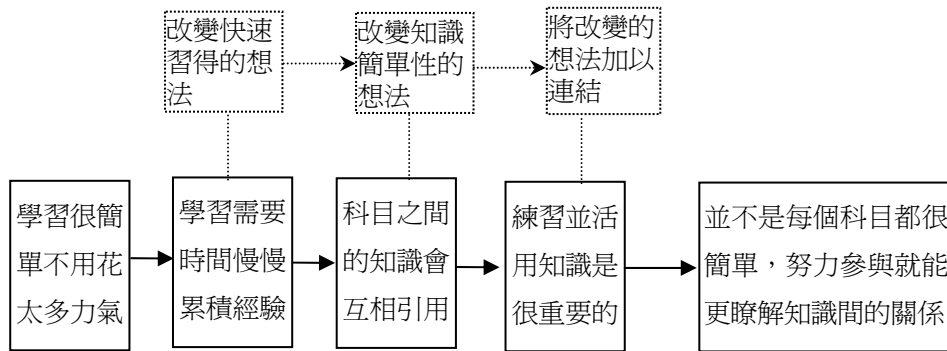 改變快速
習得的想
法
改變知識
簡單性的
想法
將改變的
想法加以
連結
學習很簡
單不用花
太多力氣
學習需要
時間慢慢
累積經驗
科目之間
的知識會
互相引用
練習並活
用知識是
很重要的
並不是每個科目都很
簡單，努力參與就能
更瞭解知識間的關係